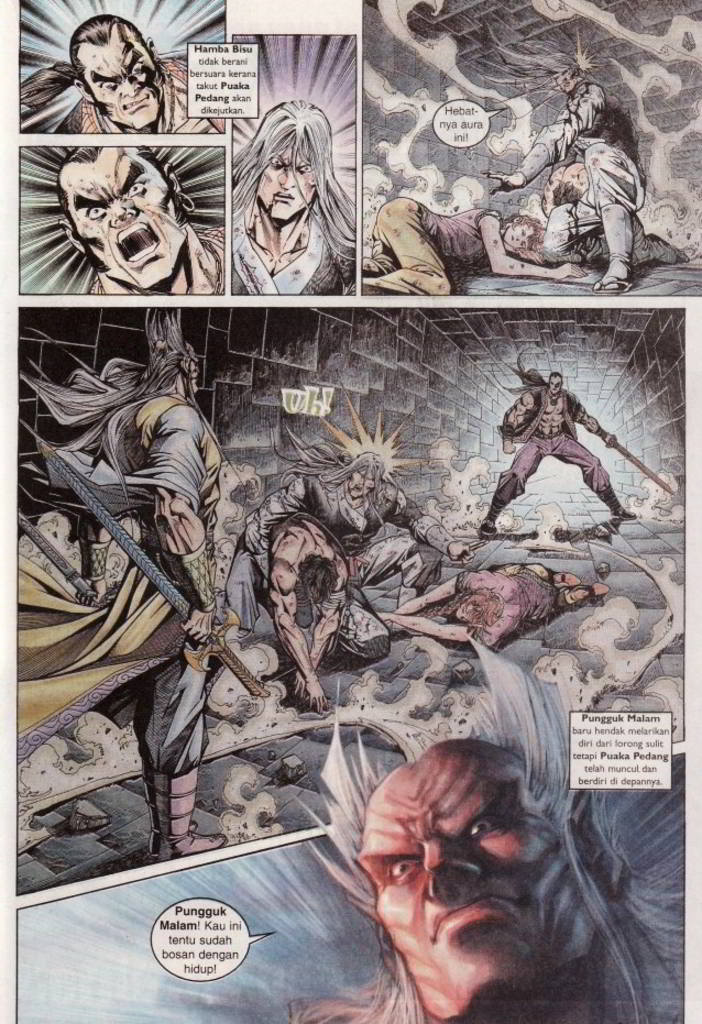 Hamba Bisu
tidak berani
bersuara kerana
takut Puaka
Pedang akan
dikejutkan.
Hebat-
nya aura
ini!
Uh!
Pungguk Malam
baru hendak melarikan
diri dari lorong sulit
tetapi Puaka Pedang
telah muncul dan
berdiri di depannya.
Pungguk
Malam! Kau ini
tentu sudah
bosan dengan
hidup!